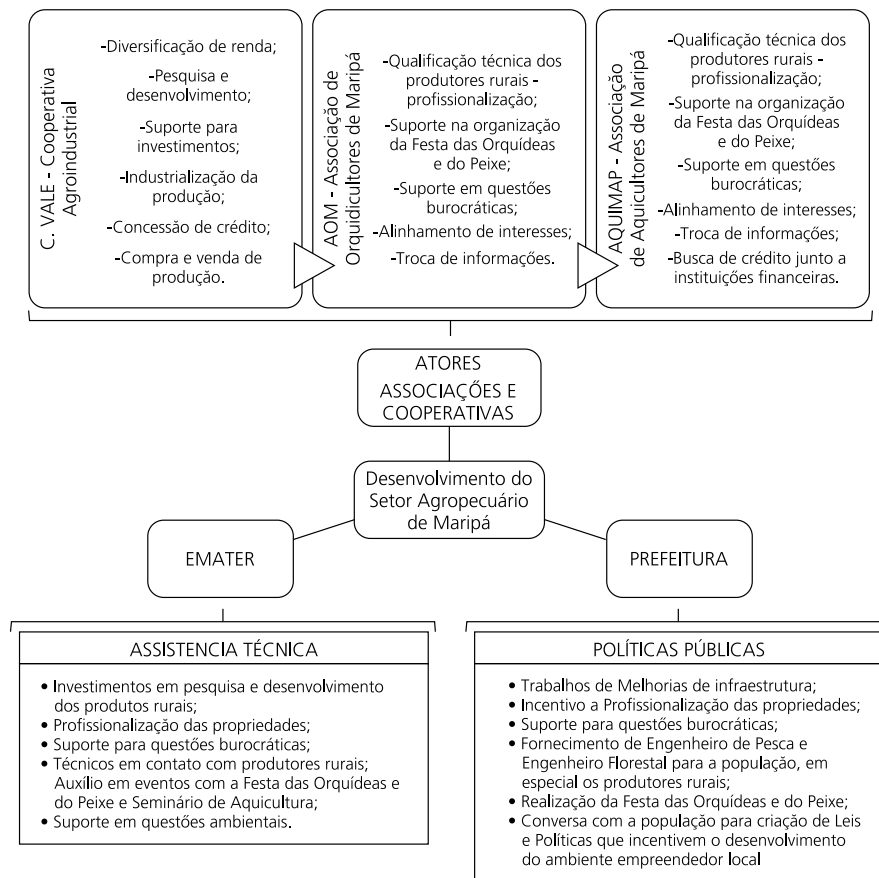 C. VALE - Cooperativa
Agroindustrial
-Diversificação de renda;
-Pesquisa e
desenvolvimento;
-Suporte para
investimentos;
-Industrialização da
produção;
-Concessão de crédito;
-Compra e venda de
produção.
AOM - Associação de
Orquidicultores de Maripá
-Qualificação técnica dos
produtores rurais -
profissionalização;
-Suporte na organização
da Festa das Orquídeas
e do Peixe;
-Suporte em questões
burocráticas;
-Alinhamento de interesses;
-Troca de informações.
AQUIMAP - Associação
de Aquicultores de Maripá
-Qualificação técnica dos
produtores rurais -
profissionalização;
-Suporte na organização
da Festa das Orquídeas
e do Peixe;
-Suporte em questões
burocráticas;
-Alinhamento de interesses;
-Troca de informações;
-Busca de crédito junto a
instituições financeiras.
ATORES
ASSOCIAÇÕES E
COOPERATIVAS
Desenvolvimento do
Setor Agropecuário
de Maripá
EMATER
PREFEITURA
ASSISTENCIA TÉCNICA
• Investimentos em pesquisa e desenvolvimento
dos produtos rurais;
• Profissionalização das propriedades;
• Suporte para questões burocráticas;
• Técnicos em contato com produtores rurais;
Auxílio em eventos com a Festa das Orquídeas e
do Peixe e Seminário de Aquicultura;
• Suporte em questões ambientais.
POLÍTICAS PÚBLICAS
• Trabalhos de Melhorias de infraestrutura;
• Incentivo a Profissionalização das propriedades;
• Suporte para questões burocráticas;
• Fornecimento de Engenheiro de Pesca e
Engenheiro Florestal para a população, em
especial os produtores rurais;
• Realização da Festa das Orquídeas e do Peixe;
• Conversa com a população para criação de Leis
e Políticas que incentivem o desenvolvimento
do ambiente empreendedor local